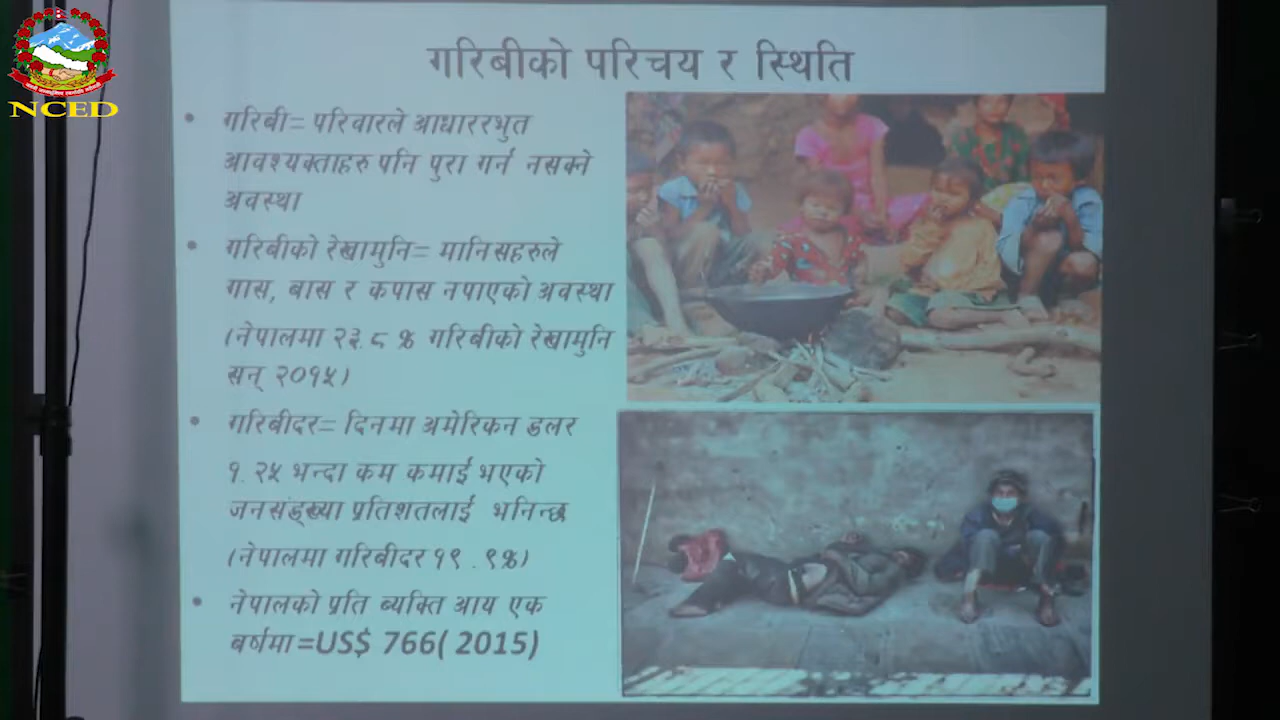 NCED
गरिबीको परिचय र स्थिति
• गरिबी= परिवारले आधाररभुत
आवश्यक्ताहरु पनि पुरा गर्न नसक्ने
अवस्था
• गरिबीको रेखामुनि= मानिसहरुले
गास, बास र कपास नपाएको अवस्था
(नेपालमा २३.८ % गरिबीको रेखामुनि
सन् २०१५)
• गरिबीदर= दिनमा अमेरिकन डलर
१.२५ भन्दा कम कमाई भएको
जनसंङ्ख्या प्रतिशतलाई भनिन्छ
(नेपालमा गरिबीदर १९ .९%)
• नेपालको प्रति ब्यक्ति आय एक
बर्षमा =US$ 766( 2015)